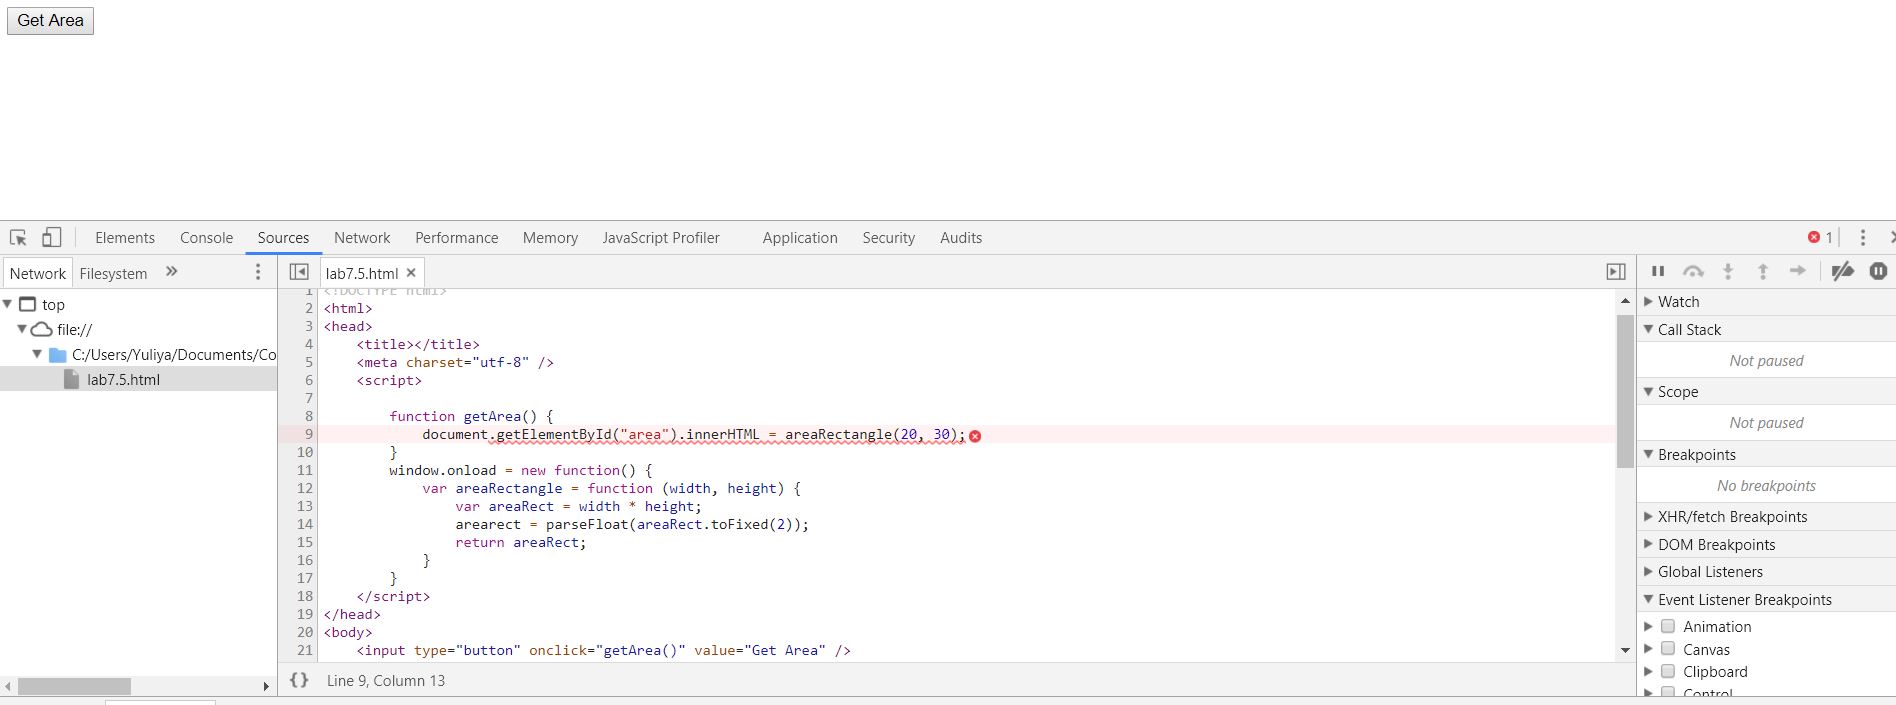 Get Area
Elements Console Sources Network Performance Memory JavaScript Profiler Application Security Audits 1
Network Filesystem »
top
file://
C:/Users/Yuliya/Documents/Co
lab7.5.html
lab7.5.html ×
1 <!DOCTYPE html>
2 <html>
3 <head>
4     <title></title>
5     <meta charset="utf-8" />
6     <script>
7
8         function getArea() {
9             document.getElementById("area").innerHTML = areaRectangle(20, 30);
10         }
11         window.onload = new function() {
12             var areaRectangle = function (width, height) {
13                 var areaRect = width * height;
14                 arearect = parseFloat(areaRect.toFixed(2));
15                 return areaRect;
16             }
17         }
18     </script>
19 </head>
20 <body>
21     <input type="button" onclick="getArea()" value="Get Area" />
{} Line 9, Column 13
Watch
Call Stack
Not paused
Scope
Not paused
Breakpoints
No breakpoints
XHR/fetch Breakpoints
DOM Breakpoints
Global Listeners
Event Listener Breakpoints
Animation
Canvas
Clipboard
Control